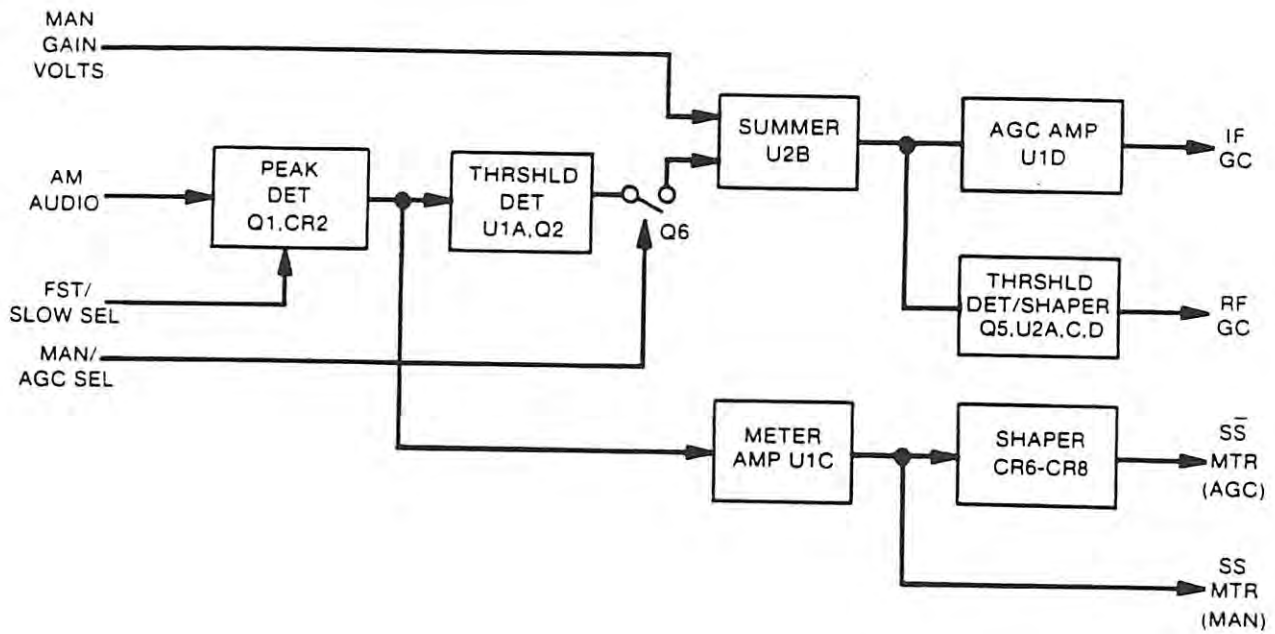 MAN
GAIN
VOLTS
AM
AUDIO
FST/
SLOW SEL
MAN/
AGC SEL
PEAK
DET
Q1,CR2
THRSHLD
DET
U1A,Q2
Q6
SUMMER
U2B
AGC AMP
U1D
IF
GC
THRSHLD
DET/SHAPER
Q5,U2A,C,D
RF
GC
METER
AMP U1C
SHAPER
CR6-CR8
SS̅
MTR
(AGC)
SS
MTR
(MAN)